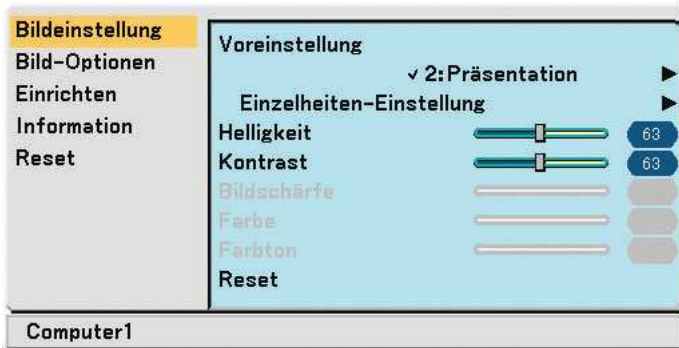 Bildeinstellung
Bild-Optionen
Einrichten
Information
Reset
Voreinstellung
✓ 2:Präsentation
Einzelheiten-Einstellung
Helligkeit 63
Kontrast 63
Bildschärfe
Farbe
Farbton
Reset
Computer1